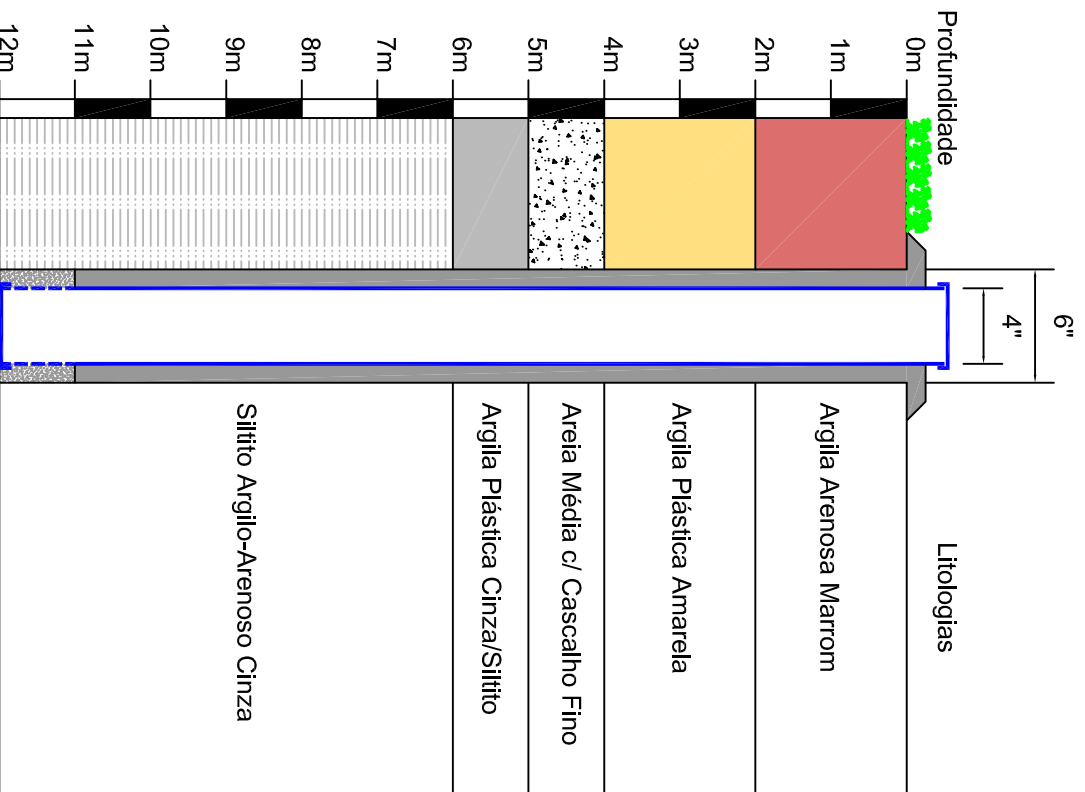 Profundidade
Litologias
6"
4"
0m
1m
2m
3m
4m
5m
6m
7m
8m
9m
10m
11m
12m
Argila Arenosa Marrom
Argila Plástica Amarela
Areia Média c/ Cascalho Fino
Argila Plástica Cinza/Siltito
Siltito Argilo-Arenoso Cinza